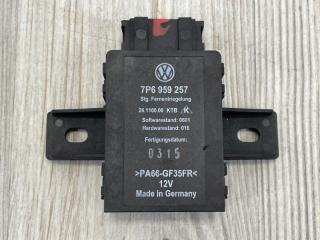 7P6 959 257
Stg. Fernentriegelung
26.1100.00 KTB .K.
Softwarestand: 0601
Hardwarestand: 016
Fertigungsdatum:
0315
>PA66-GF35FR<
12V
Made in Germany